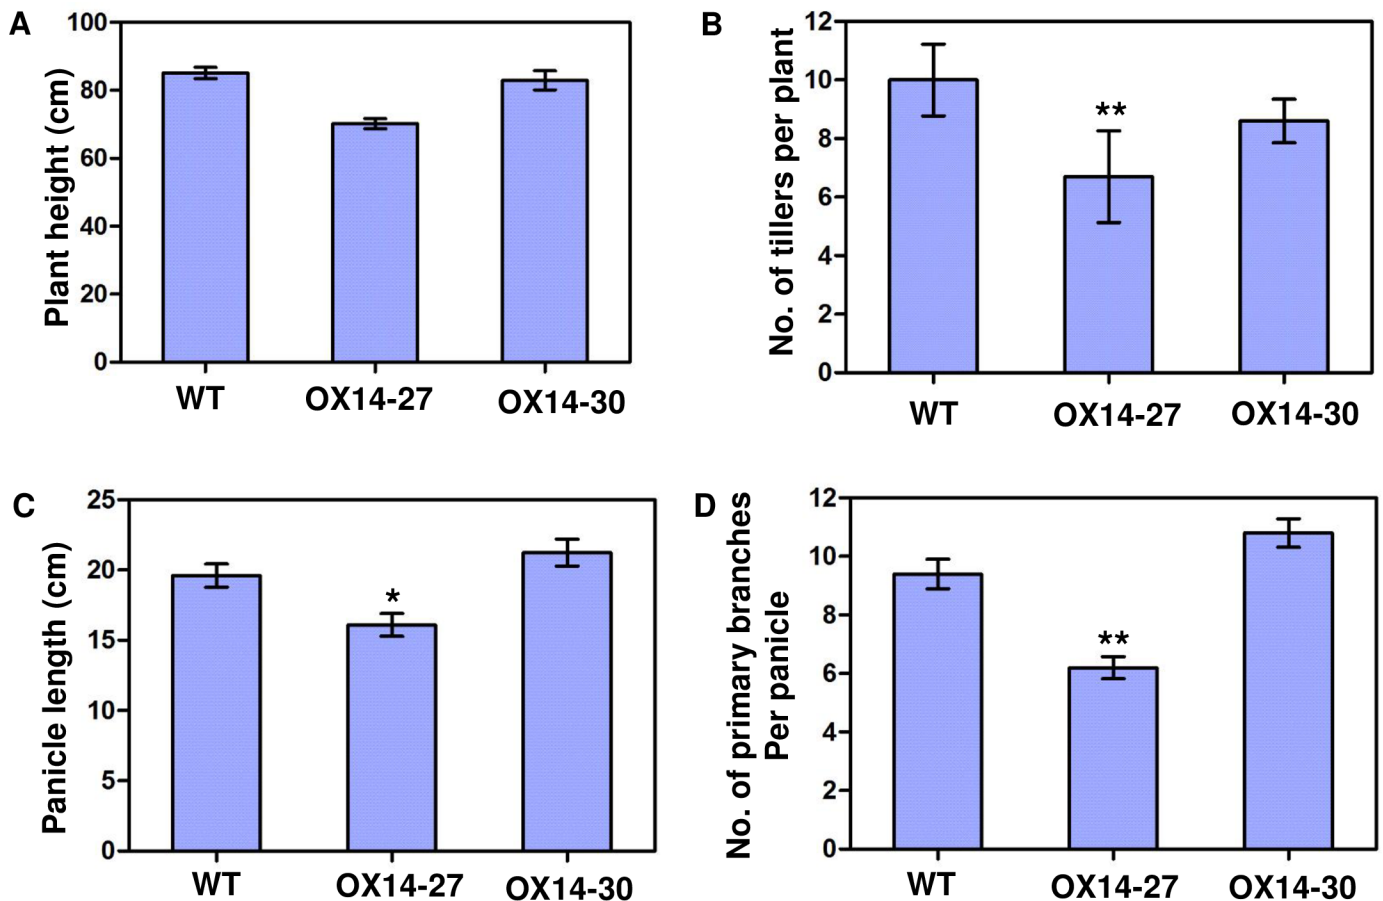 A
Plant height (cm)
100
80
60
40
20
0
WT OX14-27 OX14-30
B
No. of tillers per plant
12
10
8
6
4
2
0
**
WT OX14-27 OX14-30
C
Panicle length (cm)
25
20
15
10
5
0
*
WT OX14-27 OX14-30
D
No. of primary branches
Per panicle
12
10
8
6
4
2
0
**
WT OX14-27 OX14-30